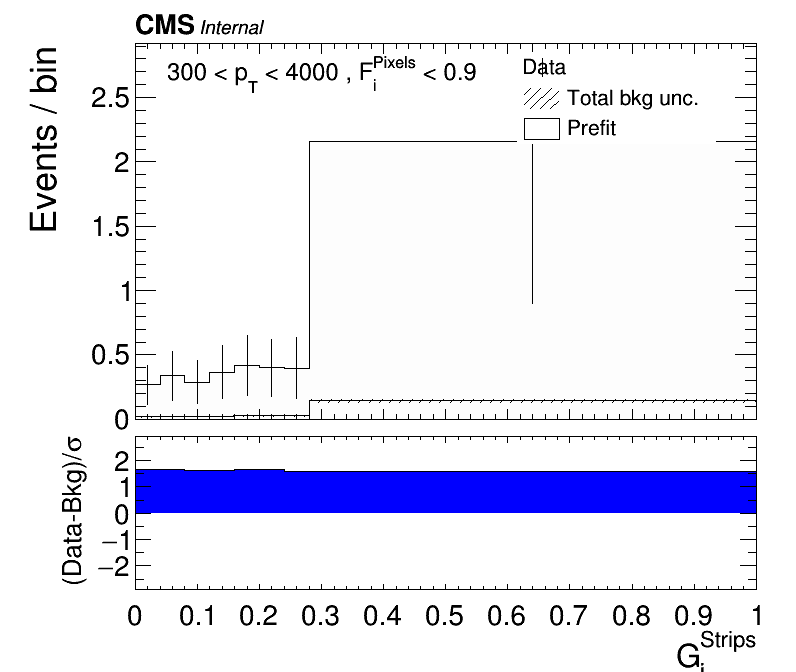 CMS Internal
300 < p_T < 4000 , F_i^Pixels < 0.9
Data
Total bkg unc.
Prefit
Events / bin
2.5
2
1.5
1
0.5
0
(Data-Bkg)/σ
2
1
0
−1
−2
0 0.1 0.2 0.3 0.4 0.5 0.6 0.7 0.8 0.9 1
G_i^Strips